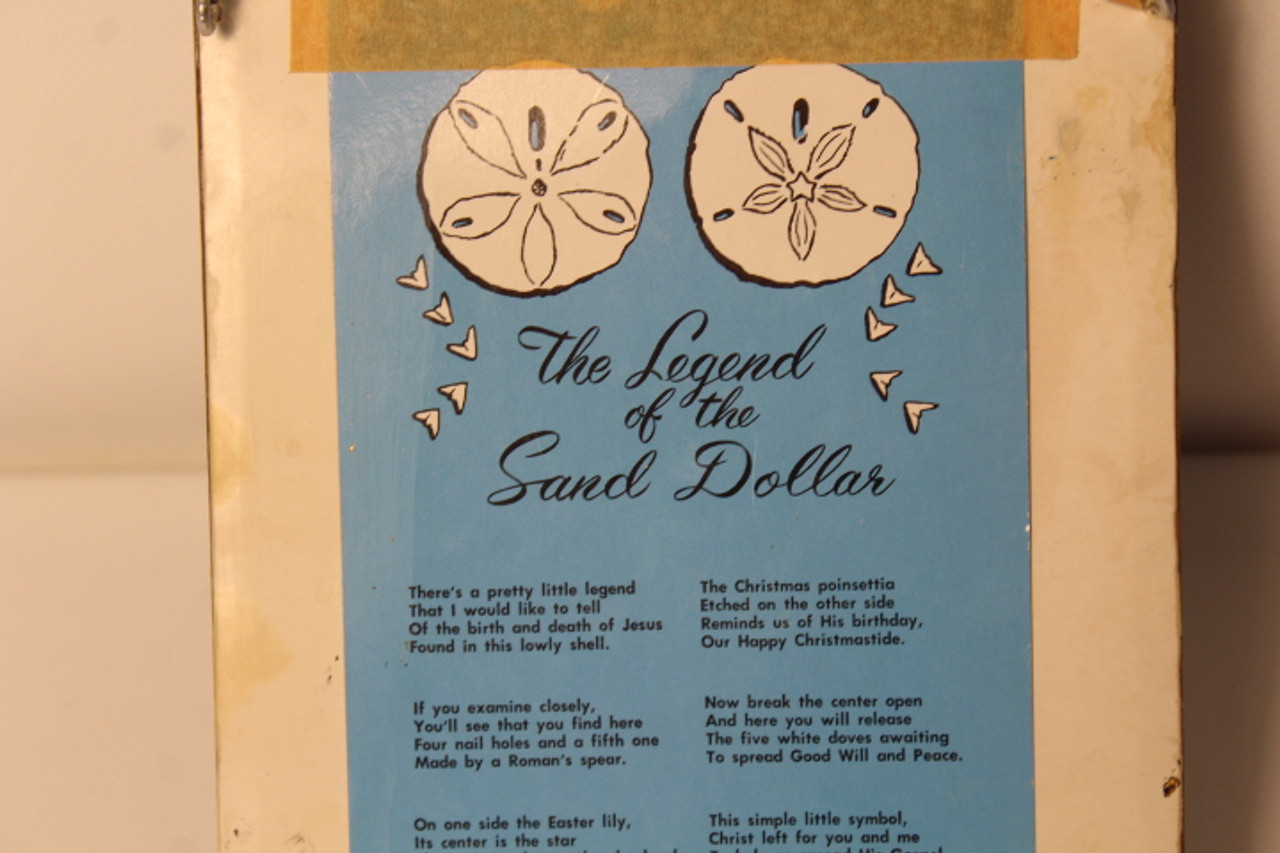 The Legend
of the
Sand Dollar
There's a pretty little legend
That I would like to tell
Of the birth and death of Jesus
Found in this lowly shell.
If you examine closely,
You'll see that you find here
Four nail holes and a fifth one
Made by a Roman's spear.
On one side the Easter lily,
Its center is the star
The Christmas poinsettia
Etched on the other side
Reminds us of His birthday,
Our Happy Christmastide.
Now break the center open
And here you will release
The five white doves awaiting
To spread Good Will and Peace.
This simple little symbol,
Christ left for you and me